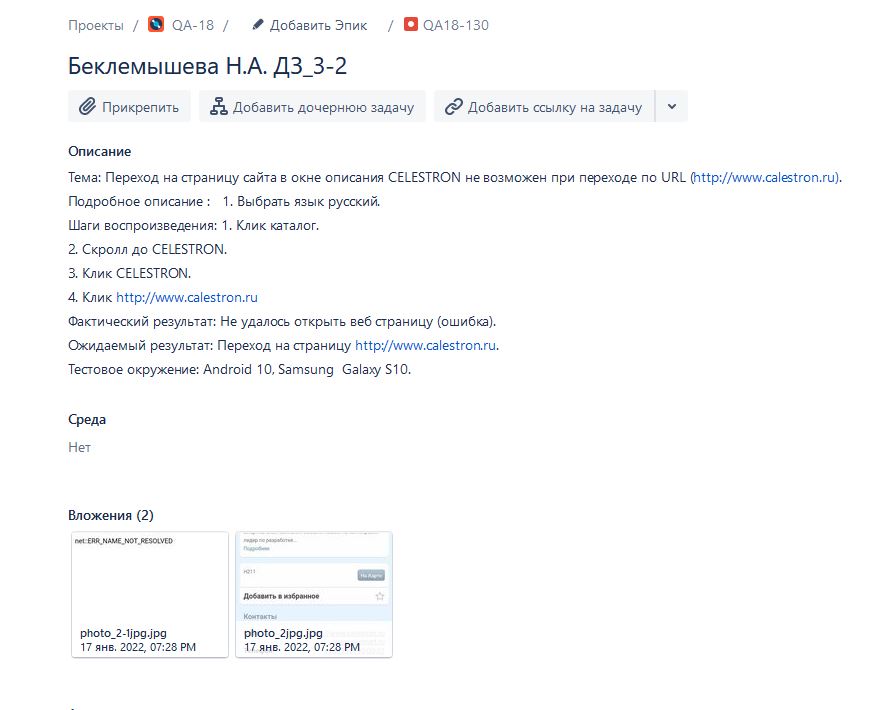 Проекты / QA-18 / Добавить Эпик / QA18-130
Беклемышева Н.А. ДЗ_3-2
Прикрепить Добавить дочернюю задачу Добавить ссылку на задачу
Описание
Тема: Переход на страницу сайта в окне описания CELESTRON не возможен при переходе по URL (http://www.calestron.ru).
Подробное описание : 1. Выбрать язык русский.
Шаги воспроизведения: 1. Клик каталог.
2. Скролл до CELESTRON.
3. Клик CELESTRON.
4. Клик http://www.calestron.ru
Фактический результат: Не удалось открыть веб страницу (ошибка).
Ожидаемый результат: Переход на страницу http://www.calestron.ru.
Тестовое окружение: Android 10, Samsung Galaxy S10.
Среда
Нет
Вложения (2)
net::ERR_NAME_NOT_RESOLVED
photo_2-1jpg.jpg
17 янв. 2022, 07:28 PM
лидер по разработке...
Подробнее
H211
На Карте
Добавить в избранное
Контакты
photo_2jpg.jpg
17 янв. 2022, 07:28 PM